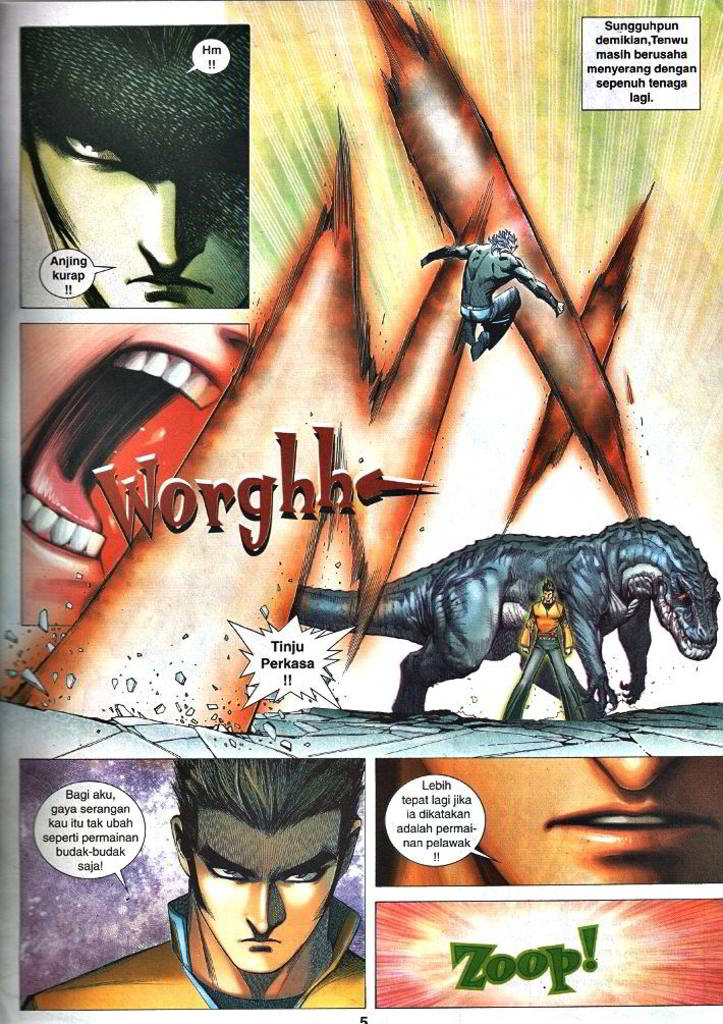 Hm
!!
Sungguhpun
demikian,Tenwu
masih berusaha
menyerang dengan
sepenuh tenaga
lagi.
Anjing
kurap
!!
Worghh
Tinju
Perkasa
!!
Bagi aku,
gaya serangan
kau itu tak ubah
seperti permainan
budak-budak
saja!
Lebih
tepat lagi jika
ia dikatakan
adalah permai-
nan pelawak
!!
Zoop!
5